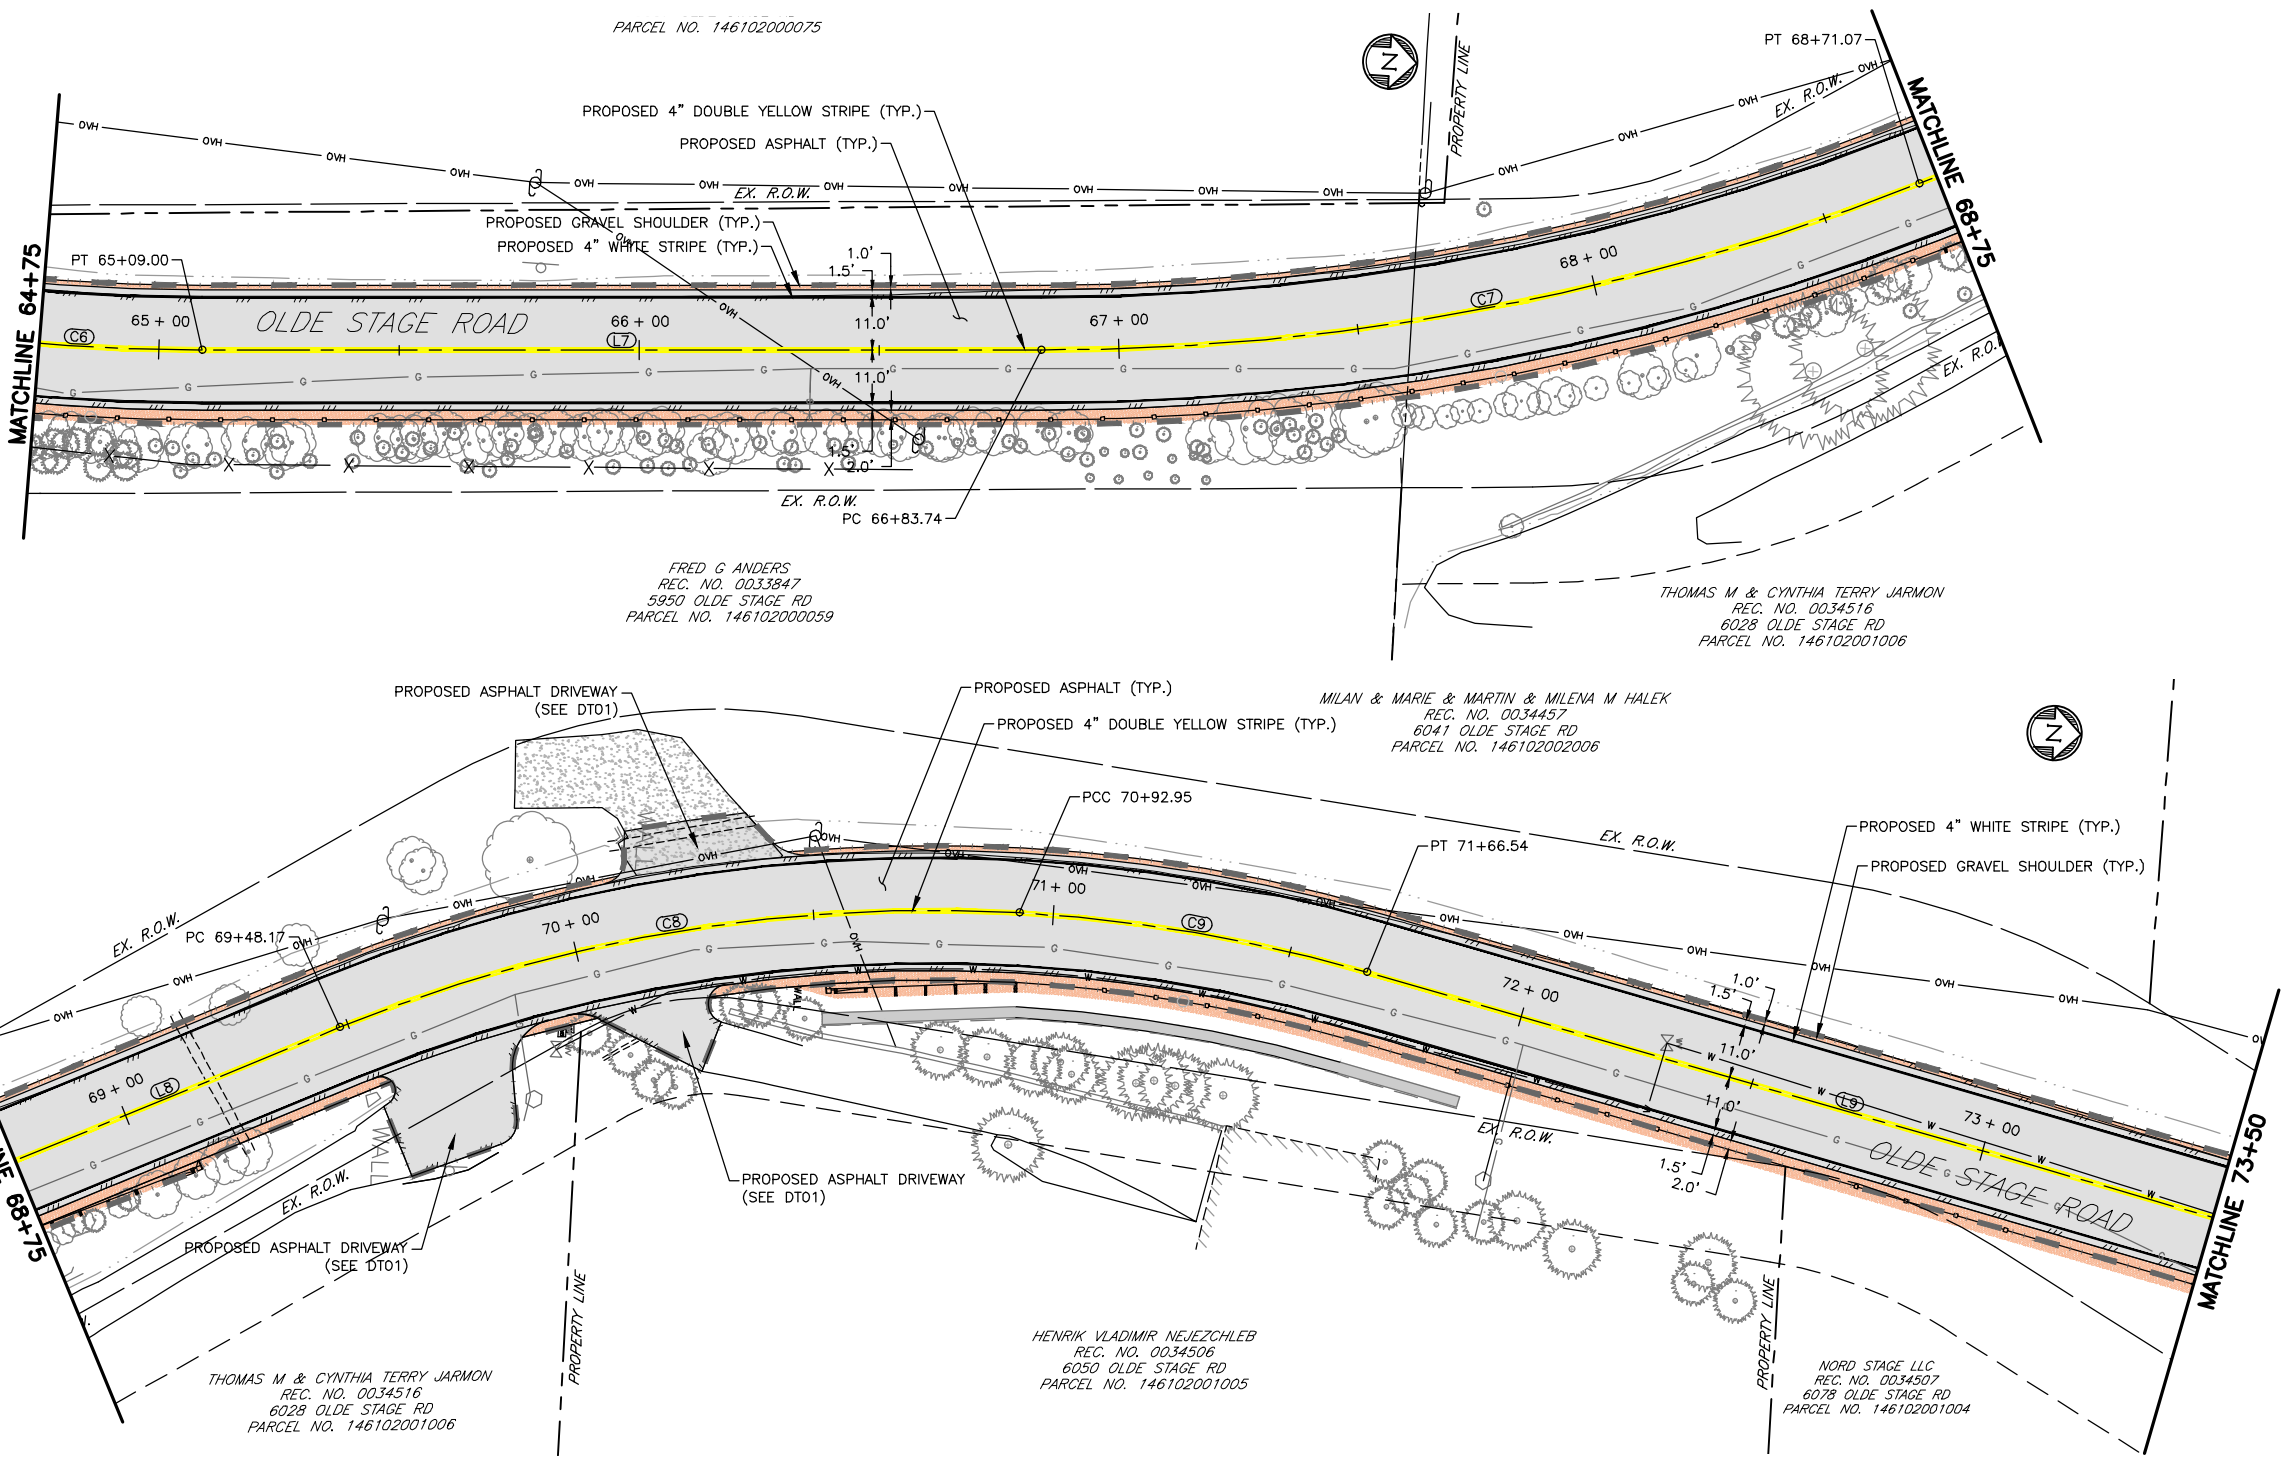 PARCEL NO. 146102000075
N
PROPERTY LINE
PT 68+71.07
OVH
EX. R.O.W.
MATCHLINE 68+75
PROPOSED 4" DOUBLE YELLOW STRIPE (TYP.)
PROPOSED ASPHALT (TYP.)
EX. R.O.W.
PROPOSED GRAVEL SHOULDER (TYP.)
PROPOSED 4" WHITE STRIPE (TYP.)
1.0'
1.5'
MATCHLINE 64+75
PT 65+09.00
C6
65 + 00
OLDE STAGE ROAD
66 + 00
L7
11.0'
11.0'
67 + 00
C7
68 + 00
G
1.5'
2.0'
X
EX. R.O.W.
PC 66+83.74
EX. R.O.W.
FRED G ANDERS
REC. NO. 0033847
5950 OLDE STAGE RD
PARCEL NO. 146102000059
THOMAS M & CYNTHIA TERRY JARMON
REC. NO. 0034516
6028 OLDE STAGE RD
PARCEL NO. 146102001006
PROPOSED ASPHALT DRIVEWAY
(SEE DT01)
PROPOSED ASPHALT (TYP.)
PROPOSED 4" DOUBLE YELLOW STRIPE (TYP.)
MILAN & MARIE & MARTIN & MILENA M HALEK
REC. NO. 0034457
6041 OLDE STAGE RD
PARCEL NO. 146102002006
N
PCC 70+92.95
PT 71+66.54
EX. R.O.W.
PROPOSED 4" WHITE STRIPE (TYP.)
PROPOSED GRAVEL SHOULDER (TYP.)
EX. R.O.W.
PC 69+48.17
OVH
69 + 00
L8
70 + 00
C8
71 + 00
C9
72 + 00
1.0'
1.5'
11.0'
11.0'
L9
73 + 00
OLDE STAGE ROAD
G
W
WALL
1.5'
2.0'
EX. R.O.W.
MATCHLINE 73+50
68+75
WALL
EX. R.O.W.
PROPOSED ASPHALT DRIVEWAY
(SEE DT01)
PROPOSED ASPHALT DRIVEWAY
(SEE DT01)
PROPERTY LINE
PROPERTY LINE
THOMAS M & CYNTHIA TERRY JARMON
REC. NO. 0034516
6028 OLDE STAGE RD
PARCEL NO. 146102001006
HENRIK VLADIMIR NEJEZCHLEB
REC. NO. 0034506
6050 OLDE STAGE RD
PARCEL NO. 146102001005
NORD STAGE LLC
REC. NO. 0034507
6078 OLDE STAGE RD
PARCEL NO. 146102001004